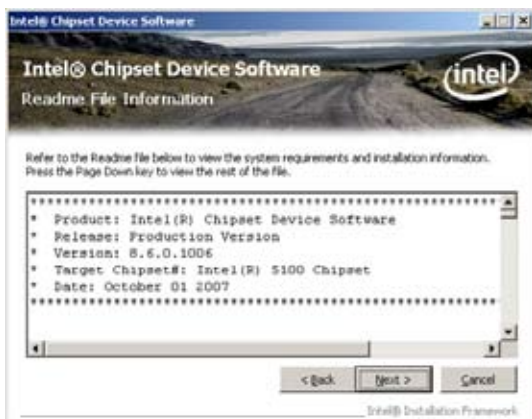 Intel® Chipset Device Software
Intel® Chipset Device Software
Readme File Information
intel
Refer to the Readme file below to view the system requirements and installation information.
Press the Page Down key to view the rest of the file.
************************************************
* Product: Intel(R) Chipset Device Software
* Release: Production Version
* Version: 8.6.0.1006
* Target Chipset#: Intel(R) 5100 Chipset
* Date: October 01 2007
************************************************
< Back
Next >
Cancel
Intel® Installation Framework